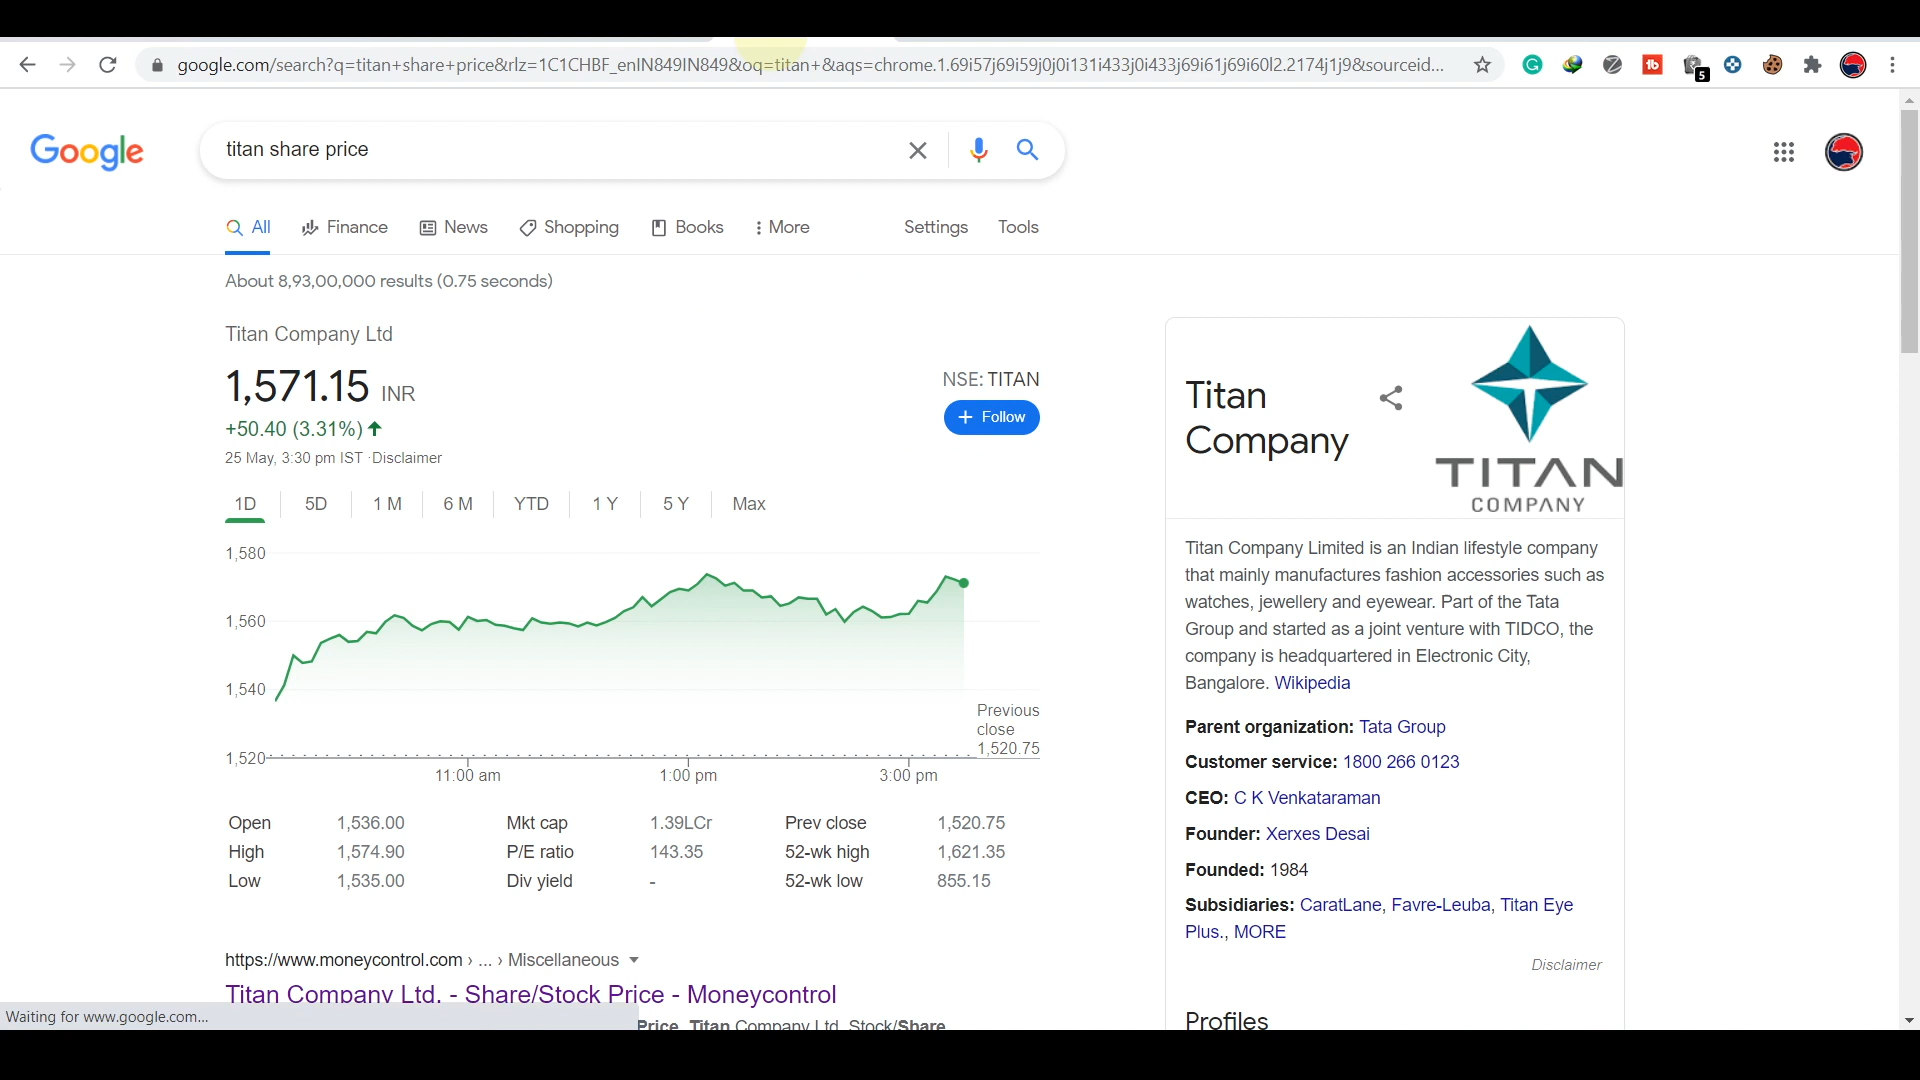 google.com/search?q=titan+share+price&rlz=1C1CHBF_enIN849IN849&oq=titan+&aqs=chrome.1.69i57j69i59j0j0i131i433j0i433j69i61j69i60l2.2174j1j9&sourceid...
5
Google
titan share price
All Finance News Shopping Books More Settings Tools
About 8,93,00,000 results (0.75 seconds)
Titan Company Ltd
1,571.15 INR
+50.40 (3.31%)
25 May, 3:30 pm IST ·Disclaimer
NSE: TITAN
+ Follow
1D 5D 1 M 6 M YTD 1 Y 5 Y Max
1,580
1,560
1,540
1,520
Previous
close
1,520.75
11:00 am 1:00 pm 3:00 pm
Open 1,536.00 Mkt cap 1.39LCr Prev close 1,520.75
High 1,574.90 P/E ratio 143.35 52-wk high 1,621.35
Low 1,535.00 Div yield - 52-wk low 855.15
https://www.moneycontrol.com › ... › Miscellaneous
Titan Company Ltd. - Share/Stock Price - Moneycontrol
Price, Titan Company Ltd. Stock/Share
Waiting for www.google.com...
Titan
Company
TITAN
COMPANY
Titan Company Limited is an Indian lifestyle company
that mainly manufactures fashion accessories such as
watches, jewellery and eyewear. Part of the Tata
Group and started as a joint venture with TIDCO, the
company is headquartered in Electronic City,
Bangalore. Wikipedia
Parent organization: Tata Group
Customer service: 1800 266 0123
CEO: C K Venkataraman
Founder: Xerxes Desai
Founded: 1984
Subsidiaries: CaratLane, Favre-Leuba, Titan Eye
Plus., MORE
Disclaimer
Profiles